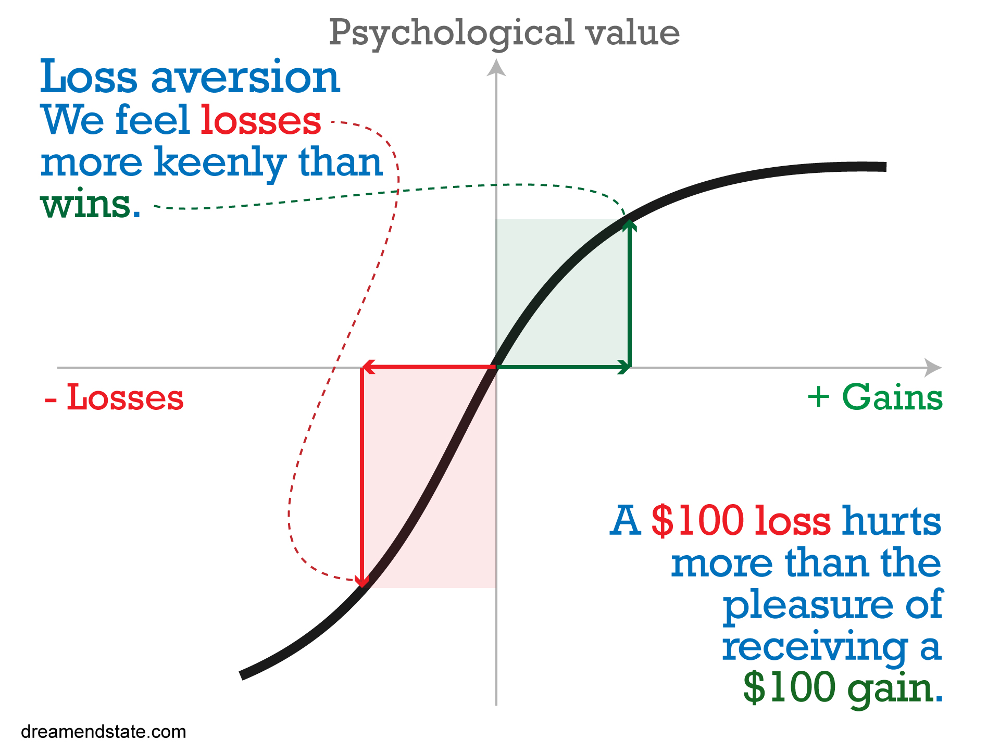 Psychological value
Loss aversion
We feel losses
more keenly than
wins.
- Losses
+ Gains
A $100 loss hurts
more than the
pleasure of
receiving a
$100 gain.
dreamendstate.com